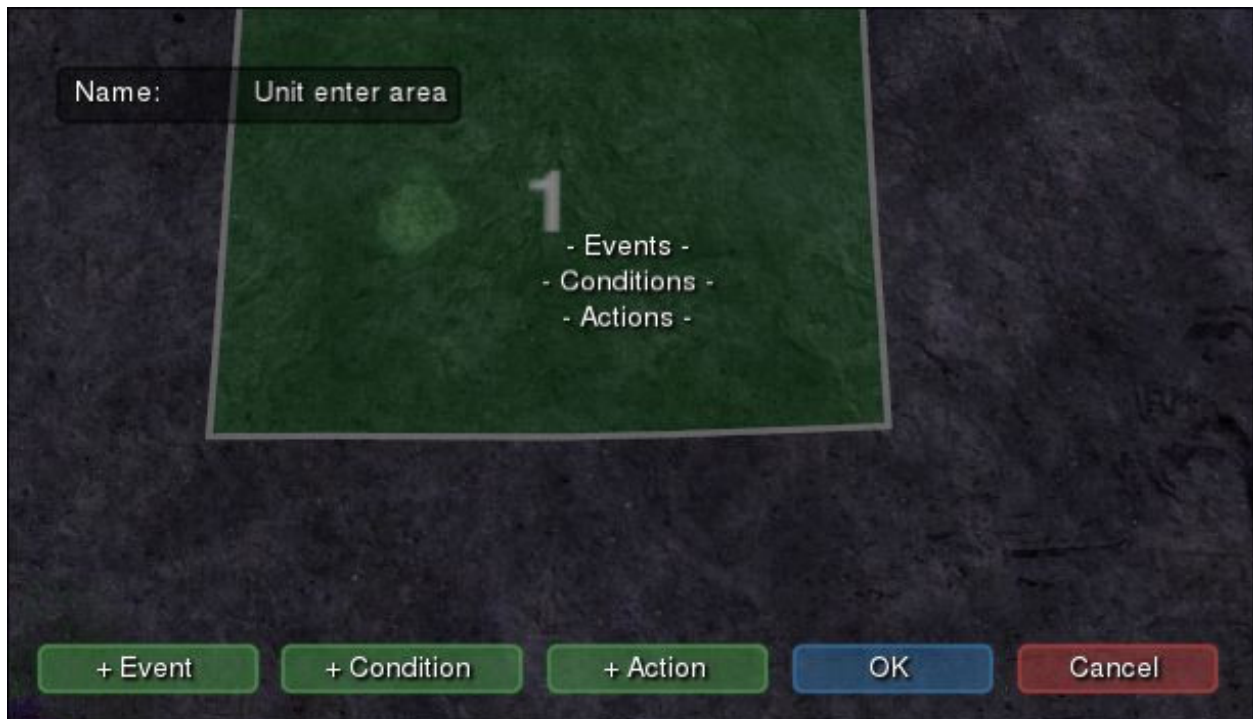 Name: Unit enter area
1
- Events -
- Conditions -
- Actions -
+ Event + Condition + Action OK Cancel